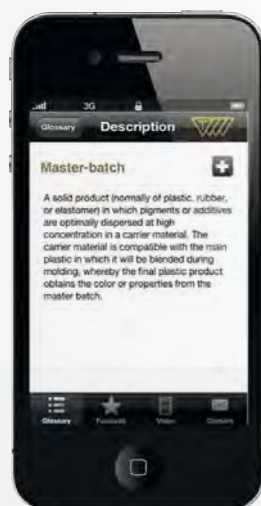 3G
Glossary Description
Master-batch
A solid product (normally of plastic, rubber,
or elastomer) in which pigments or additives
are optimally dispersed at high
concentration in a carrier material. The
carrier material is compatible with the main
plastic in which it will be blended during
molding, whereby the final plastic product
obtains the color or properties from the
master batch.
Glossary Favourits Video Contact